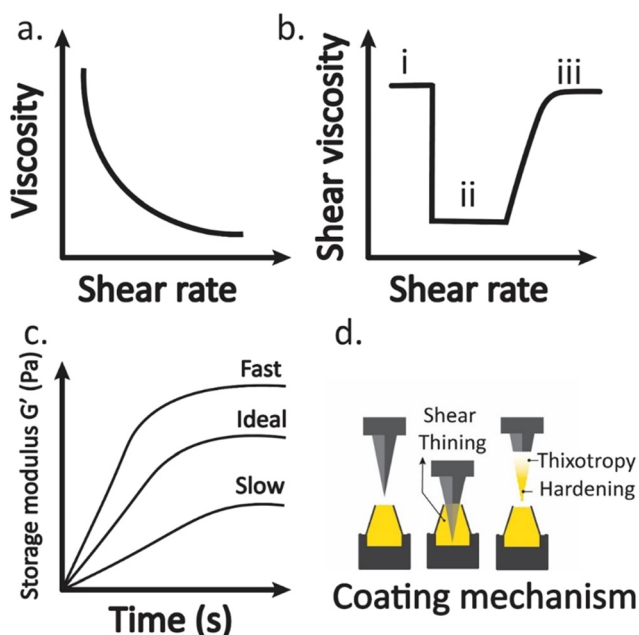 a.
Viscosity
Shear rate
b.
Shear viscosity
i
ii
iii
Shear rate
c.
Storage modulus G’ (Pa)
Fast
Ideal
Slow
Time (s)
d.
Shear
Thining
Thixotropy
Hardening
Coating mechanism